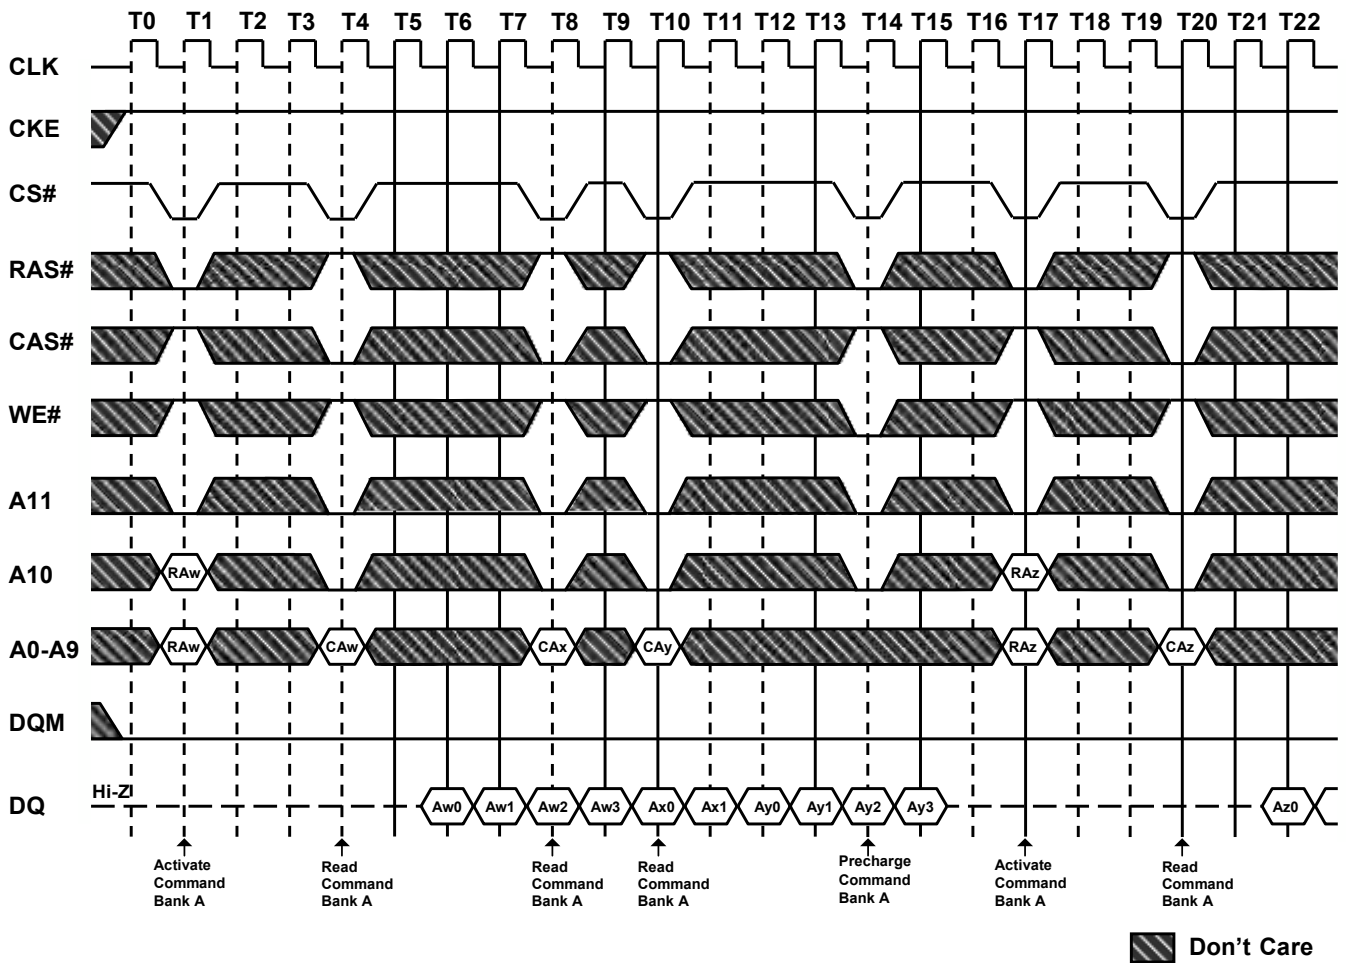 T0 T1 T2 T3 T4 T5 T6 T7 T8 T9 T10 T11 T12 T13 T14 T15 T16 T17 T18 T19 T20 T21 T22
CLK
CKE
CS#
RAS#
CAS#
WE#
A11
A10 RAw RAz
A0-A9 RAw CAw CAx CAy RAz CAz
DQM
Hi-Z
DQ Aw0 Aw1 Aw2 Aw3 Ax0 Ax1 Ay0 Ay1 Ay2 Ay3 Az0
Activate
Command
Bank A
Read
Command
Bank A
Read
Command
Bank A
Read
Command
Bank A
Precharge
Command
Bank A
Activate
Command
Bank A
Read
Command
Bank A
Don't Care